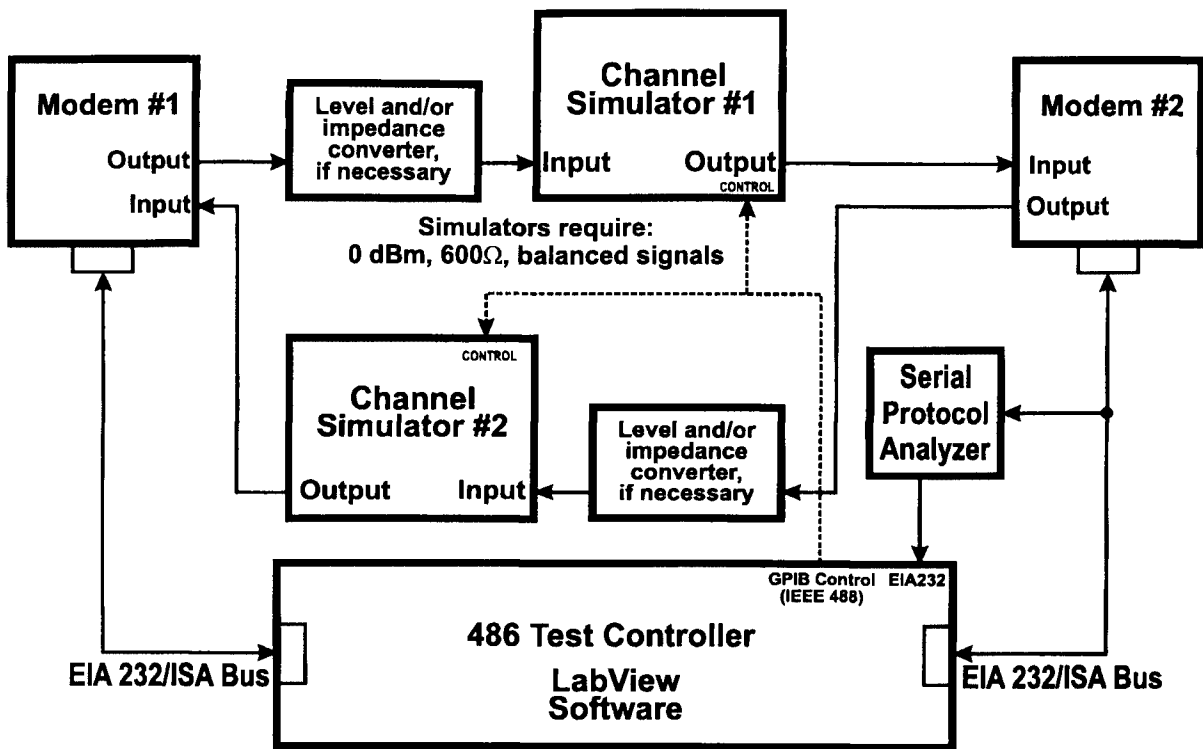 Modem #1
Output
Input
Level and/or
impedance
converter,
if necessary
Channel
Simulator #1
Input
Output
CONTROL
Modem #2
Input
Output
Simulators require:
0 dBm, 600Ω, balanced signals
CONTROL
Channel
Simulator #2
Output
Input
Level and/or
impedance
converter,
if necessary
Serial
Protocol
Analyzer
GPIB Control
(IEEE 488)
EIA232
486 Test Controller
LabView
Software
EIA 232/ISA Bus
EIA 232/ISA Bus